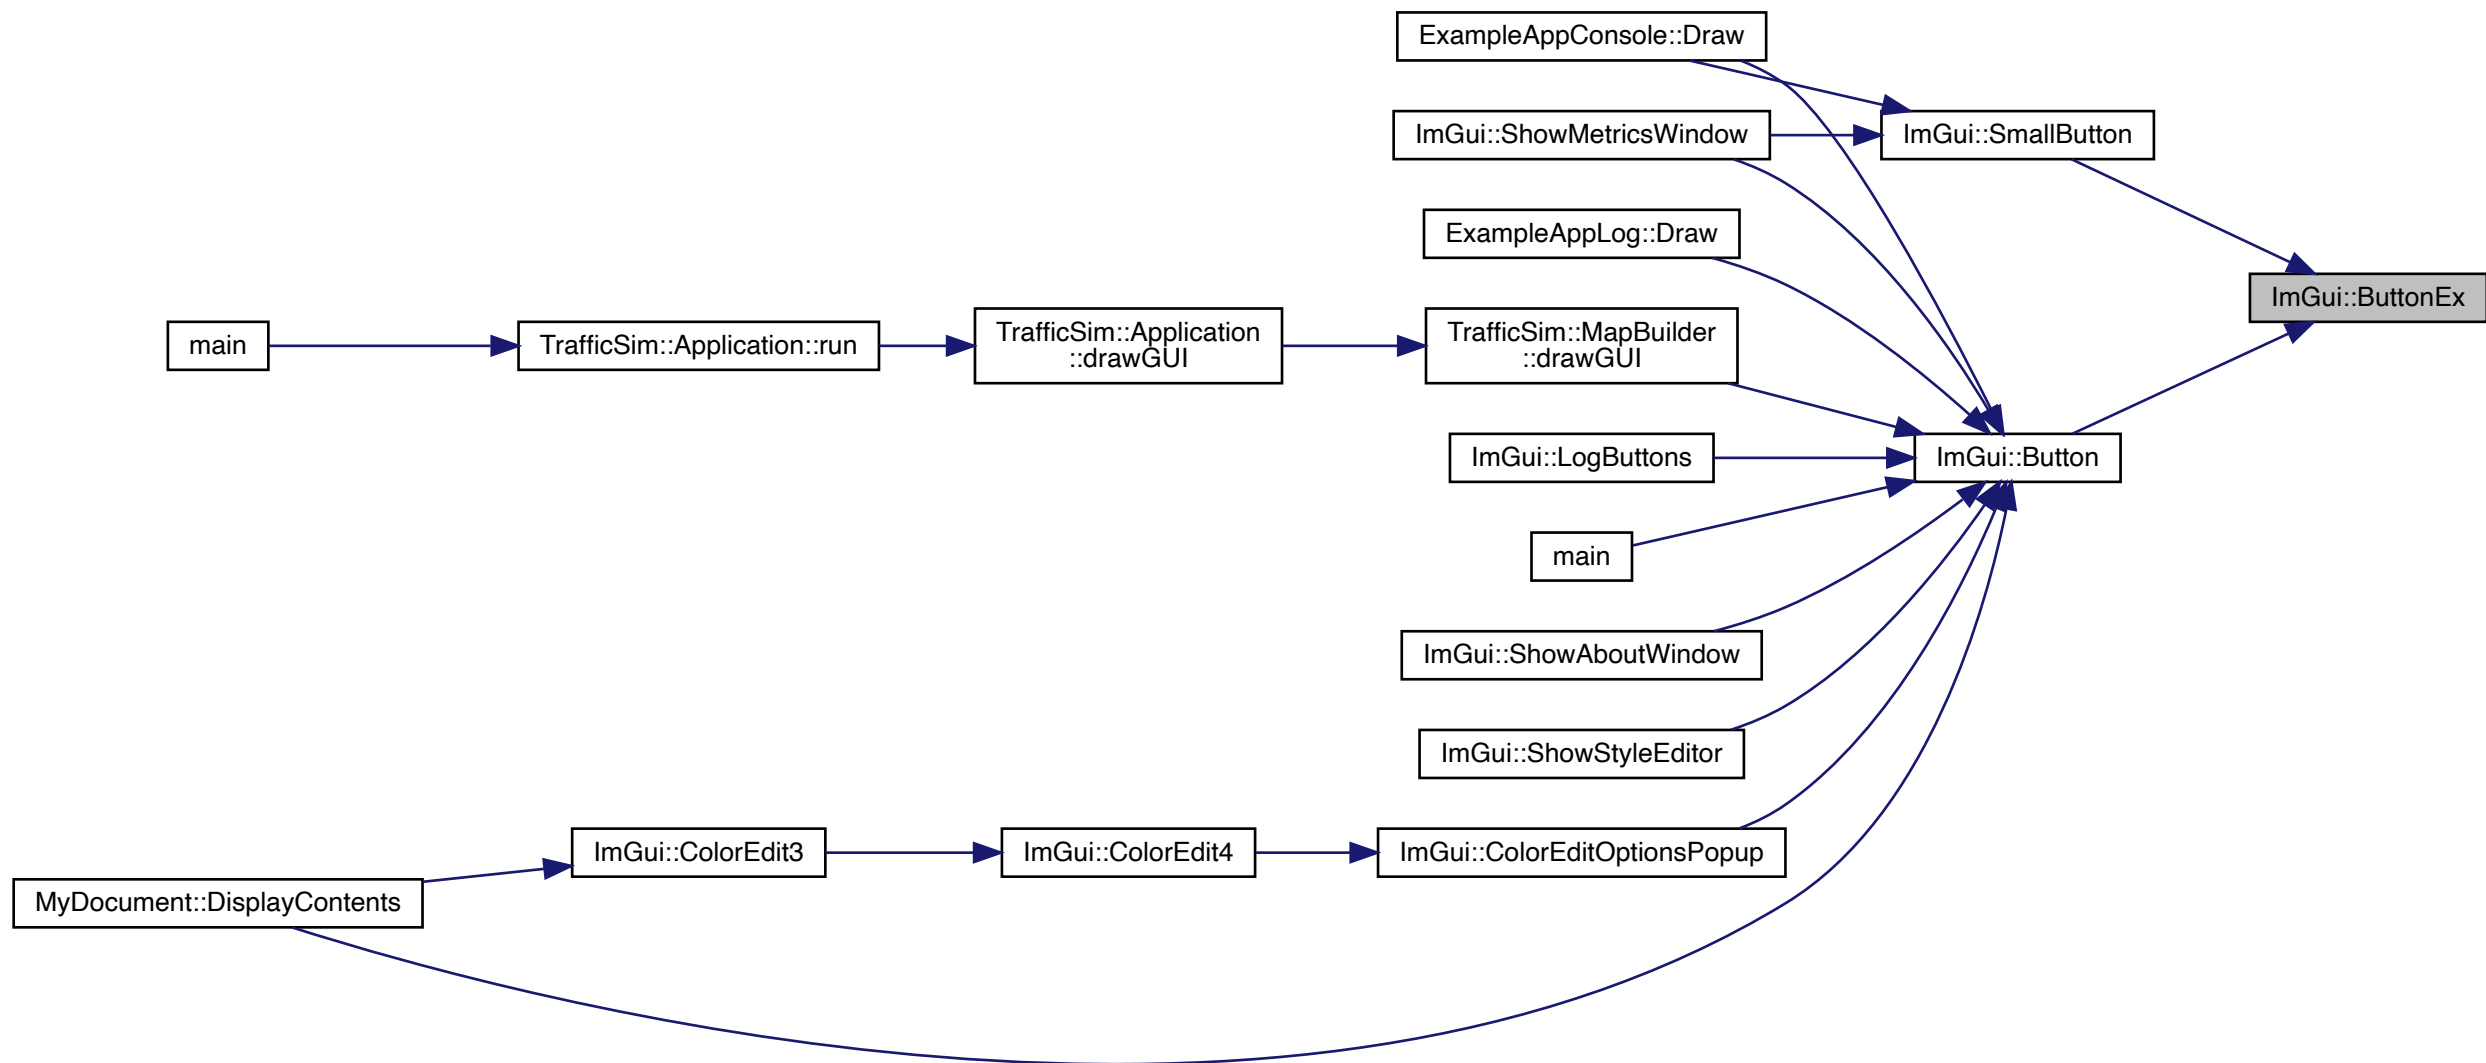 ExampleAppConsole::Draw
ImGui::ShowMetricsWindow
ImGui::SmallButton
ExampleAppLog::Draw
ImGui::ButtonEx
main
TrafficSim::Application::run
TrafficSim::Application
::drawGUI
TrafficSim::MapBuilder
::drawGUI
ImGui::LogButtons
ImGui::Button
main
ImGui::ShowAboutWindow
ImGui::ShowStyleEditor
ImGui::ColorEdit3
ImGui::ColorEdit4
ImGui::ColorEditOptionsPopup
MyDocument::DisplayContents